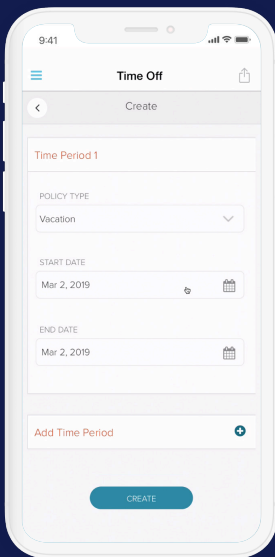 9:41
Time Off
Create
Time Period 1
POLICY TYPE
Vacation
START DATE
Mar 2, 2019
END DATE
Mar 2, 2019
Add Time Period
CREATE